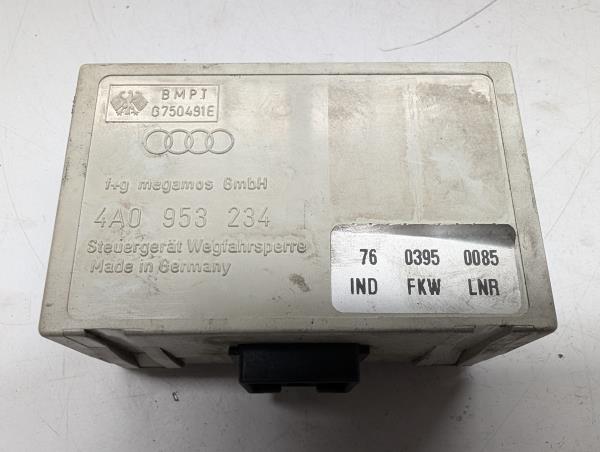 BMPT
G750491E
f+g megamos GmbH
4A0 953 234
Steuergerät Wegfahrsperre
Made in Germany
76 0395 0085
IND FKW LNR